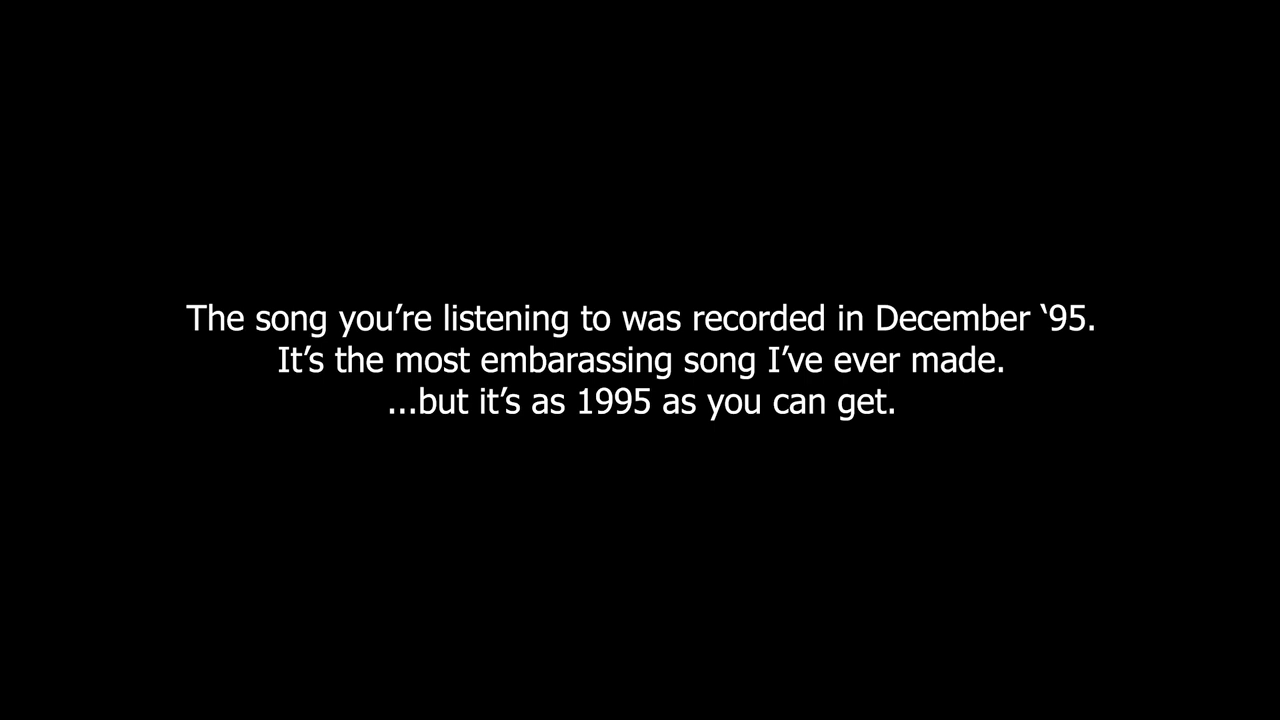 The song you’re listening to was recorded in December ‘95.
It’s the most embarassing song I’ve ever made.
...but it’s as 1995 as you can get.